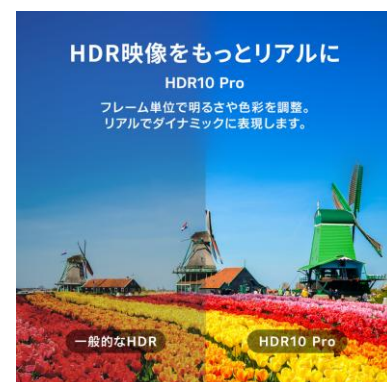 HDR映像をもっとリアルに
HDR10 Pro
フレーム単位で明るさや色彩を調整。
リアルでダイナミックに表現します。
一般的なHDR
HDR10 Pro